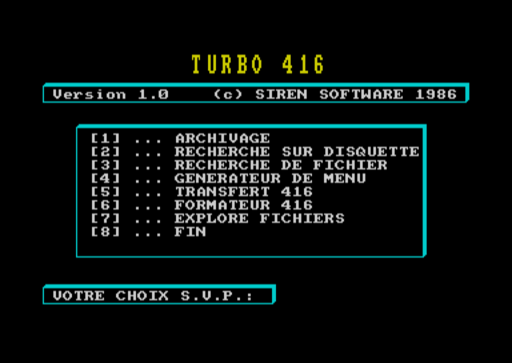 TURBO 416
Version 1.0 (c) SIREN SOFTWARE 1986
[1] ... ARCHIVAGE
[2] ... RECHERCHE SUR DISQUETTE
[3] ... RECHERCHE DE FICHIER
[4] ... GENERATEUR DE MENU
[5] ... TRANSFERT 416
[6] ... FORMATEUR 416
[7] ... EXPLORE FICHIERS
[8] ... FIN
VOTRE CHOIX S.V.P.: